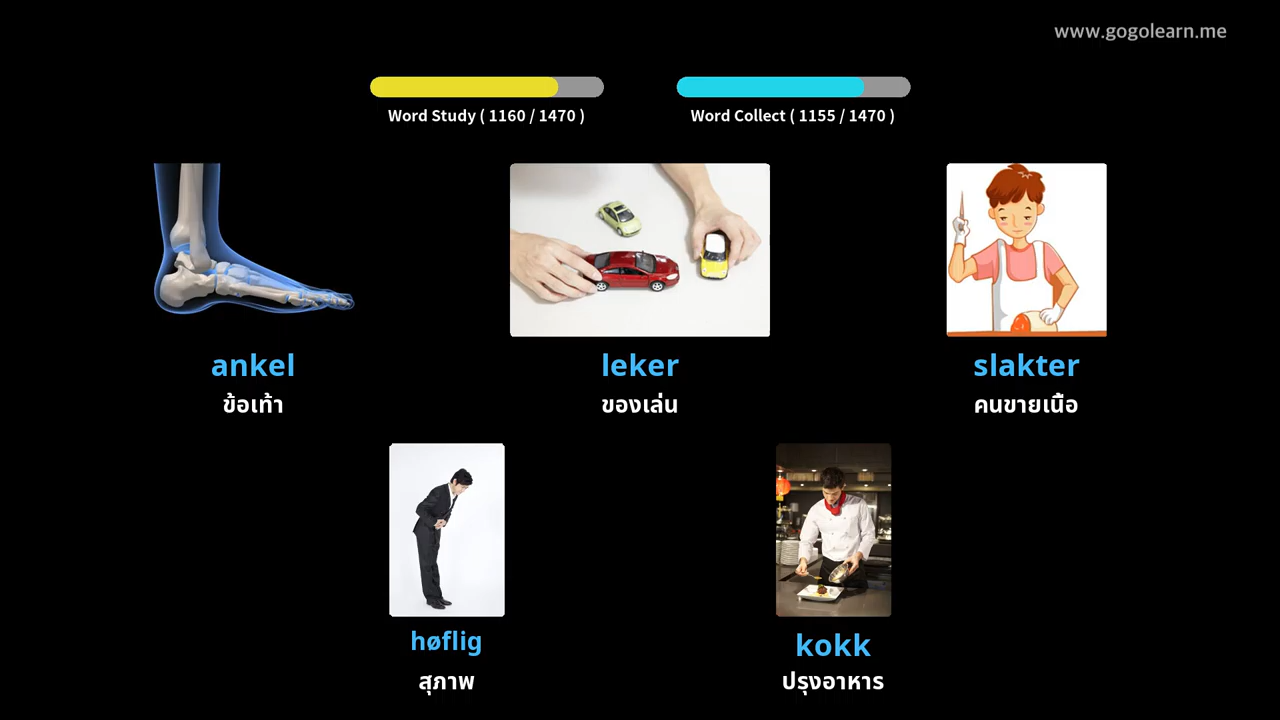 www.gogolearn.me
Word Study ( 1160 / 1470 )
Word Collect ( 1155 / 1470 )
ankel
ข้อเท้า
leker
ของเล่น
slakter
คนขายเนื้อ
høflig
สุภาพ
kokk
ปรุงอาหาร